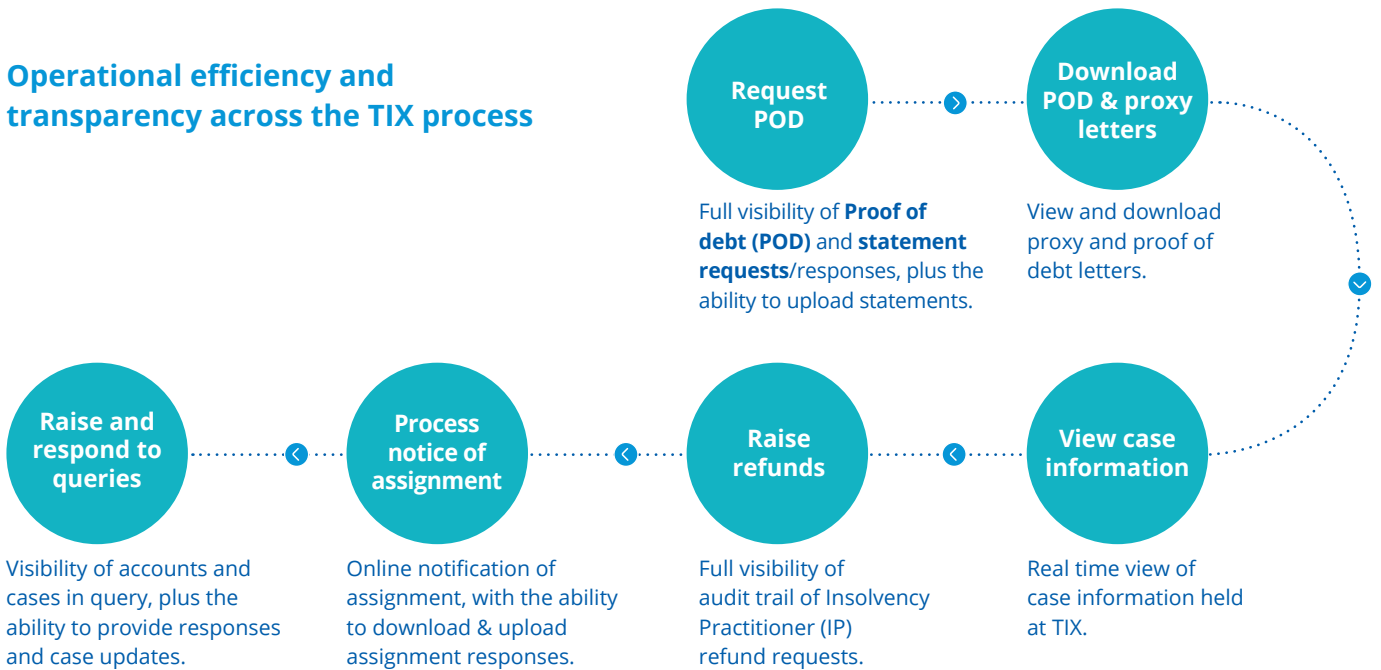 Operational efficiency and
transparency across the TIX process
Request
POD
Full visibility of Proof of
debt (POD) and statement
requests/responses, plus the
ability to upload statements.
Download
POD & proxy
letters
View and download
proxy and proof of
debt letters.
View case
information
Real time view of
case information held
at TIX.
Raise
refunds
Full visibility of
audit trail of Insolvency
Practitioner (IP)
refund requests.
Process
notice of
assignment
Online notification of
assignment, with the ability
to download & upload
assignment responses.
Raise and
respond to
queries
Visibility of accounts and
cases in query, plus the
ability to provide responses
and case updates.